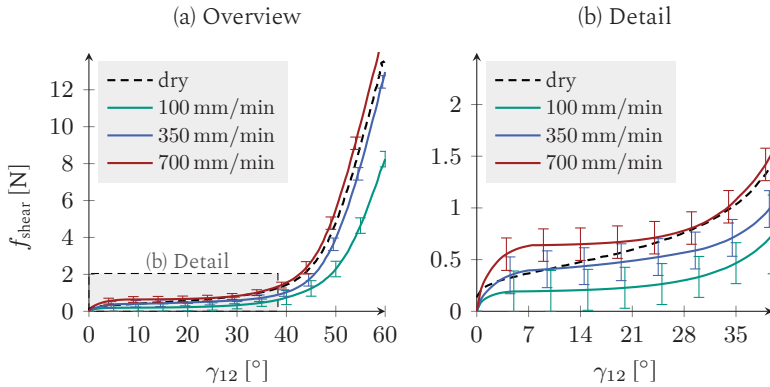 (a) Overview
f_shear [N]
12
10
8
6
4
2
0
dry
100 mm/min
350 mm/min
700 mm/min
(b) Detail
0 10 20 30 40 50 60
γ₁₂ [°]
(b) Detail
2
1.5
1
0.5
0
dry
100 mm/min
350 mm/min
700 mm/min
0 7 14 21 28 35
γ₁₂ [°]